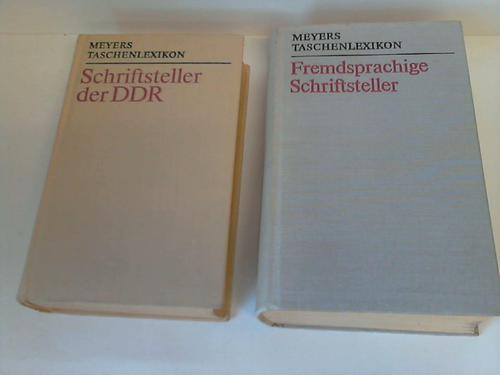 MEYERS
TASCHENLEXIKON
Schriftsteller
der DDR
MEYERS
TASCHENLEXIKON
Fremdsprachige
Schriftsteller